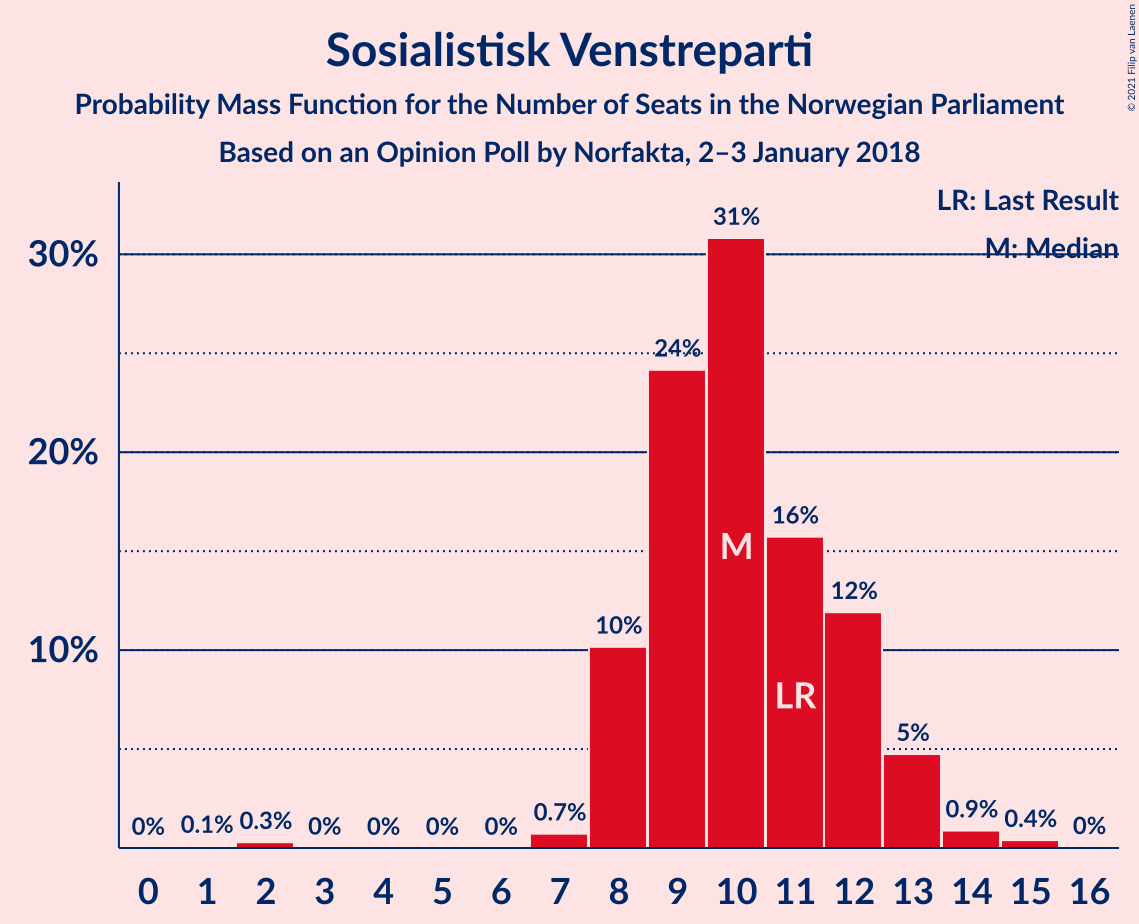 Sosialistisk Venstreparti
Probability Mass Function for the Number of Seats in the Norwegian Parliament
Based on an Opinion Poll by Norfakta, 2–3 January 2018
© 2021 Filip van Laenen
LR: Last Result
M: Median
30%
20%
10%
0%
0.1%
0.3%
0%
0%
0%
0%
0.7%
10%
24%
31%
16%
12%
5%
0.9%
0.4%
0%
M
LR
0 1 2 3 4 5 6 7 8 9 10 11 12 13 14 15 16